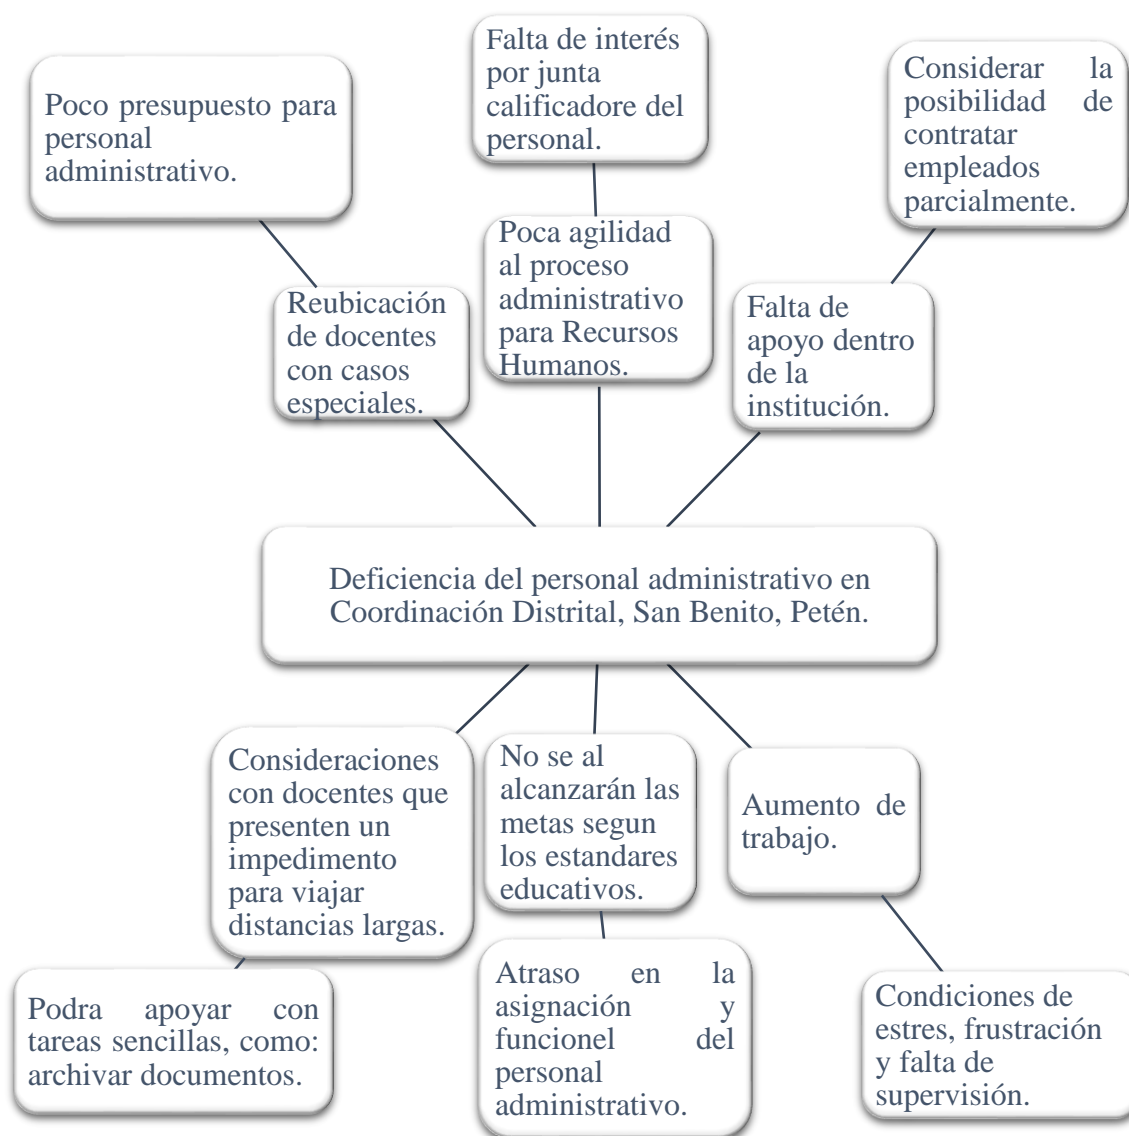 Poco presupuesto para
personal
administrativo.
Falta de interés
por junta
calificadore del
personal.
Considerar la
posibilidad de
contratar
empleados
parcialmente.
Reubicación
de docentes
con casos
especiales.
Poca agilidad
al proceso
administrativo
para Recursos
Humanos.
Falta de
apoyo dentro
de la
institución.
Deficiencia del personal administrativo en
Coordinación Distrital, San Benito, Petén.
Consideraciones
con docentes que
presenten un
impedimento
para viajar
distancias largas.
No se al
alcanzarán las
metas segun
los estandares
educativos.
Aumento de
trabajo.
Podra apoyar con
tareas sencillas, como:
archivar documentos.
Atraso en la
asignación y
funcionel del
personal
administrativo.
Condiciones de
estres, frustración
y falta de
supervisión.